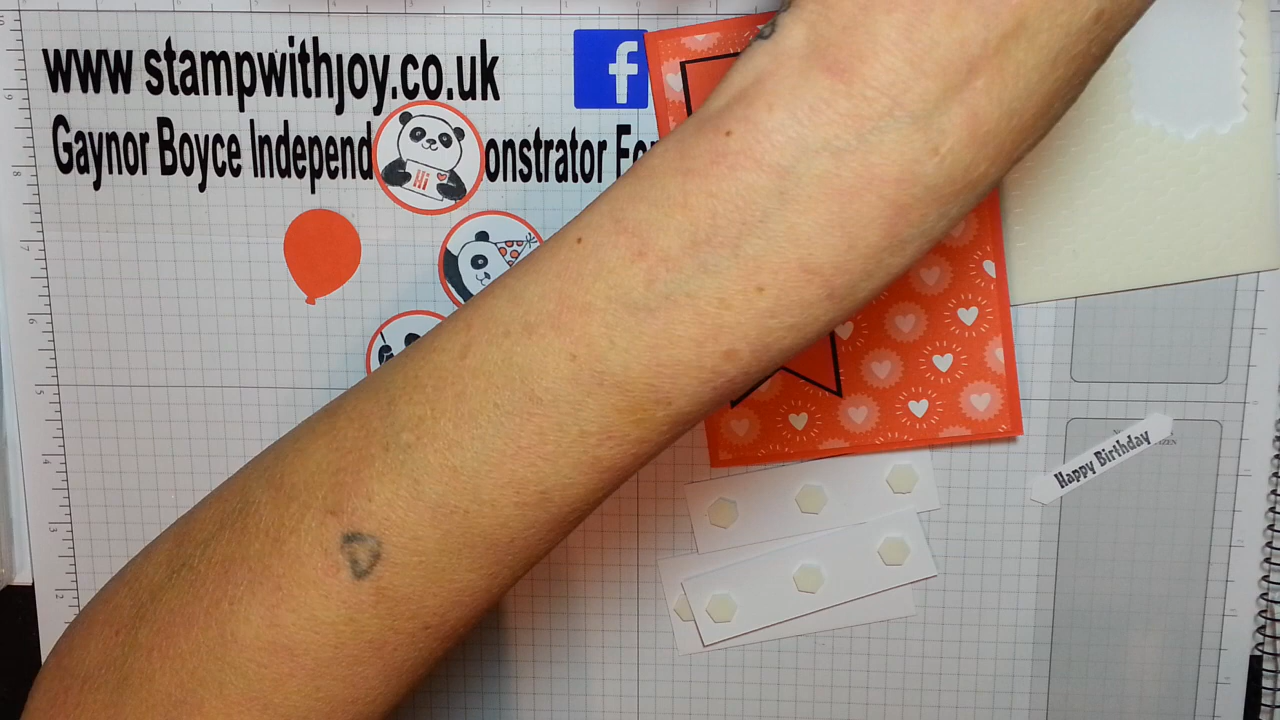 www stampwithjoy.co.uk
f
Gaynor Boyce Independ onstrator
Hi
Happy Birthday